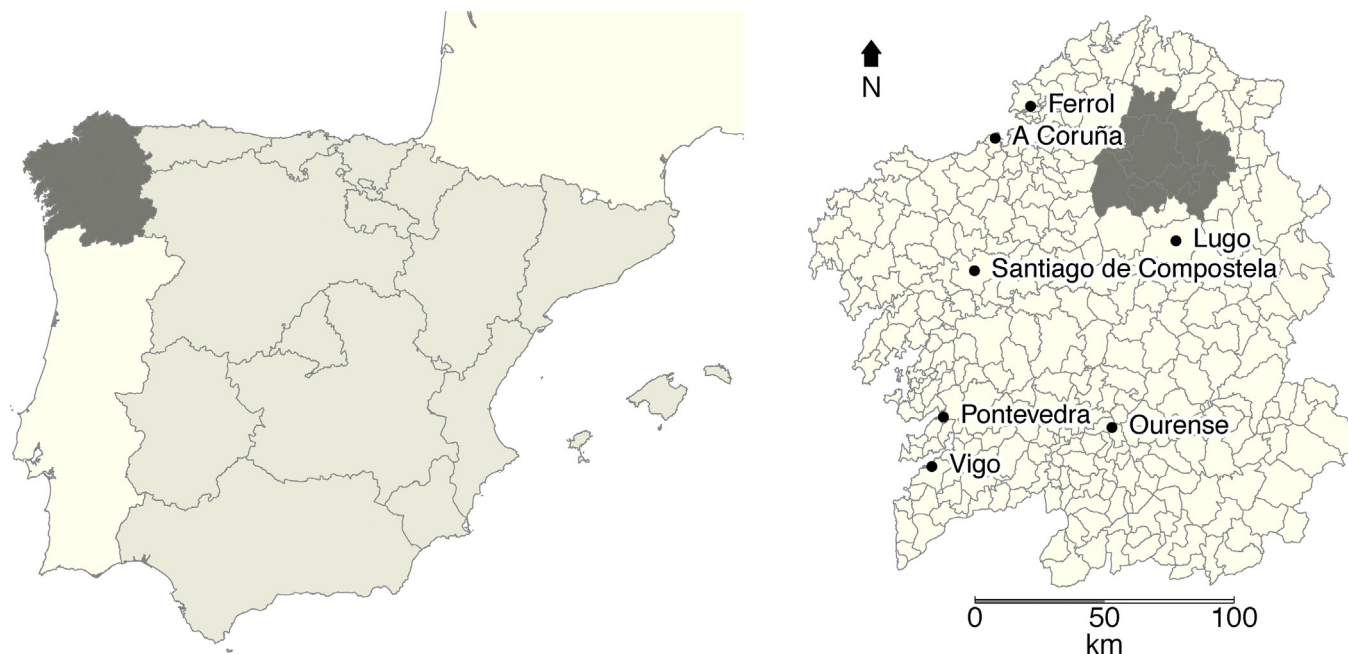 N
Ferrol
A Coruña
Lugo
Santiago de Compostela
Pontevedra
Ourense
Vigo
0 50 100
km